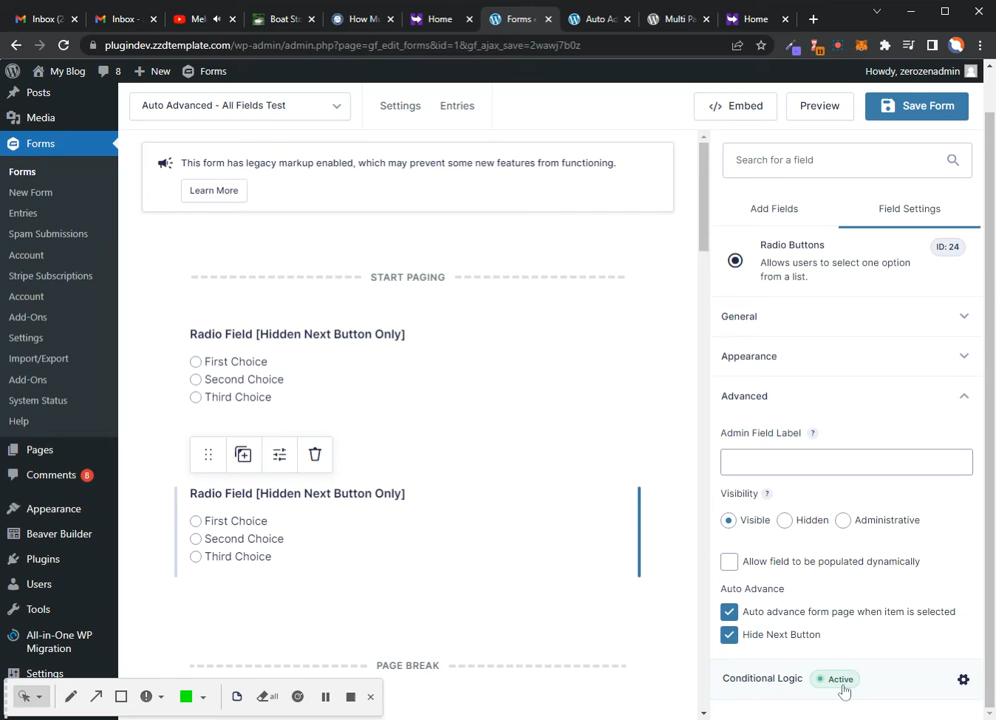 Inbox (2
Inbox -
Mel
Boat St
How M
Home
Forms
Auto Ad
Multi Pa
Home
plugindev.zzdtemplate.com/wp-admin/admin.php?page=gf_edit_forms&id=1&gf_ajax_save=2wawj7b0z
My Blog 8 + New Forms Howdy, zerozenadmin
Posts
Media
Forms
Forms
New Form
Entries
Spam Submissions
Account
Stripe Subscriptions
Account
Add-Ons
Settings
Import/Export
Add-Ons
System Status
Help
Pages
Comments 8
Appearance
Beaver Builder
Plugins
Users
Tools
All-in-One WP
Migration
Settings
Auto Advanced - All Fields Test
Settings
Entries
</> Embed
Preview
Save Form
This form has legacy markup enabled, which may prevent some new features from functioning.
Learn More
START PAGING
Radio Field [Hidden Next Button Only]
First Choice
Second Choice
Third Choice
Radio Field [Hidden Next Button Only]
First Choice
Second Choice
Third Choice
PAGE BREAK
all
Search for a field
Add Fields
Field Settings
Radio Buttons
ID: 24
Allows users to select one option
from a list.
General
Appearance
Advanced
Admin Field Label ?
Visibility ?
Visible Hidden Administrative
Allow field to be populated dynamically
Auto Advance
Auto advance form page when item is selected
Hide Next Button
Conditional Logic Active